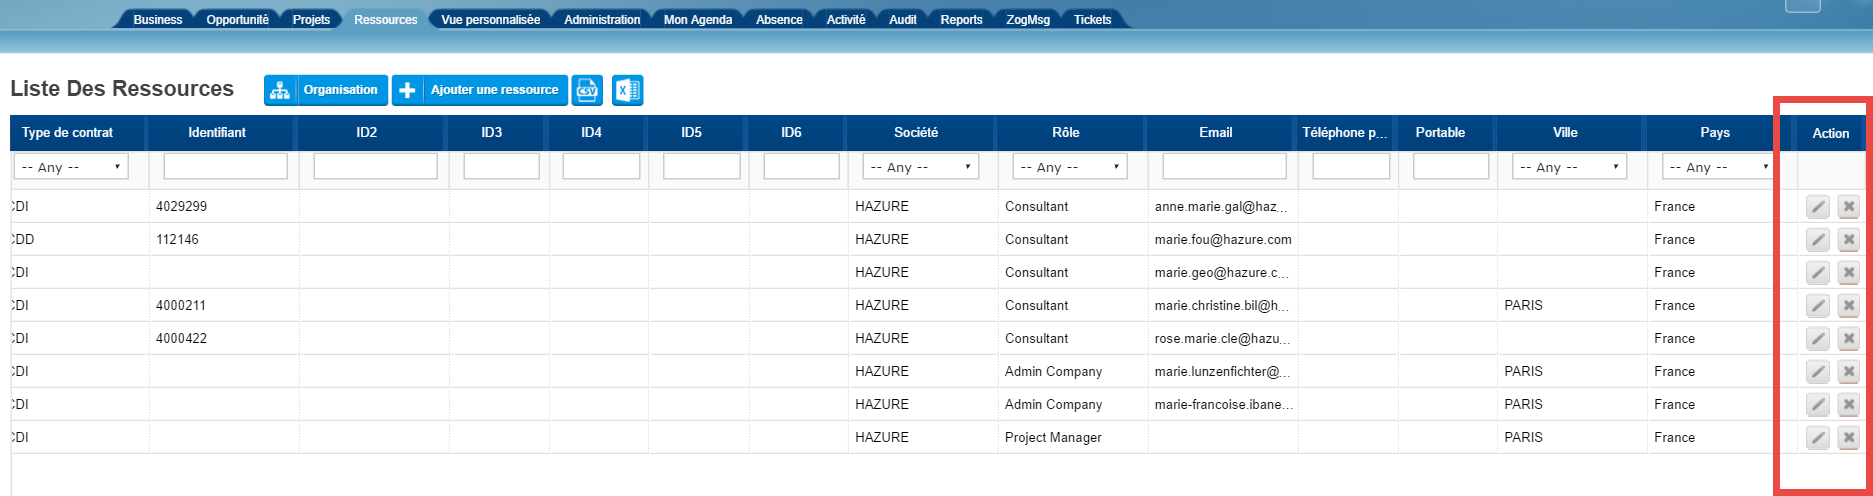 Business Opportunité Projets Ressources Vue personnalisée Administration Mon Agenda Absence Activité Audit Reports ZogMsg Tickets
Liste Des Ressources Organisation Ajouter une ressource CSV X
Type de contrat Identifiant ID2 ID3 ID4 ID5 ID6 Société Rôle Email Téléphone p... Portable Ville Pays Action
-- Any -- -- Any -- -- Any -- -- Any -- -- Any --
CDI 4029299 HAZURE Consultant anne.marie.gal@haz... France
CDD 112146 HAZURE Consultant marie.fou@hazure.com France
CDI HAZURE Consultant marie.geo@hazure.c... France
CDI 4000211 HAZURE Consultant marie.christine.bil@h... PARIS France
CDI 4000422 HAZURE Consultant rose.marie.cle@hazu... France
CDI HAZURE Admin Company marie.lunzenfichter@... PARIS France
CDI HAZURE Admin Company marie-francoise.ibane... PARIS France
CDI HAZURE Project Manager PARIS France